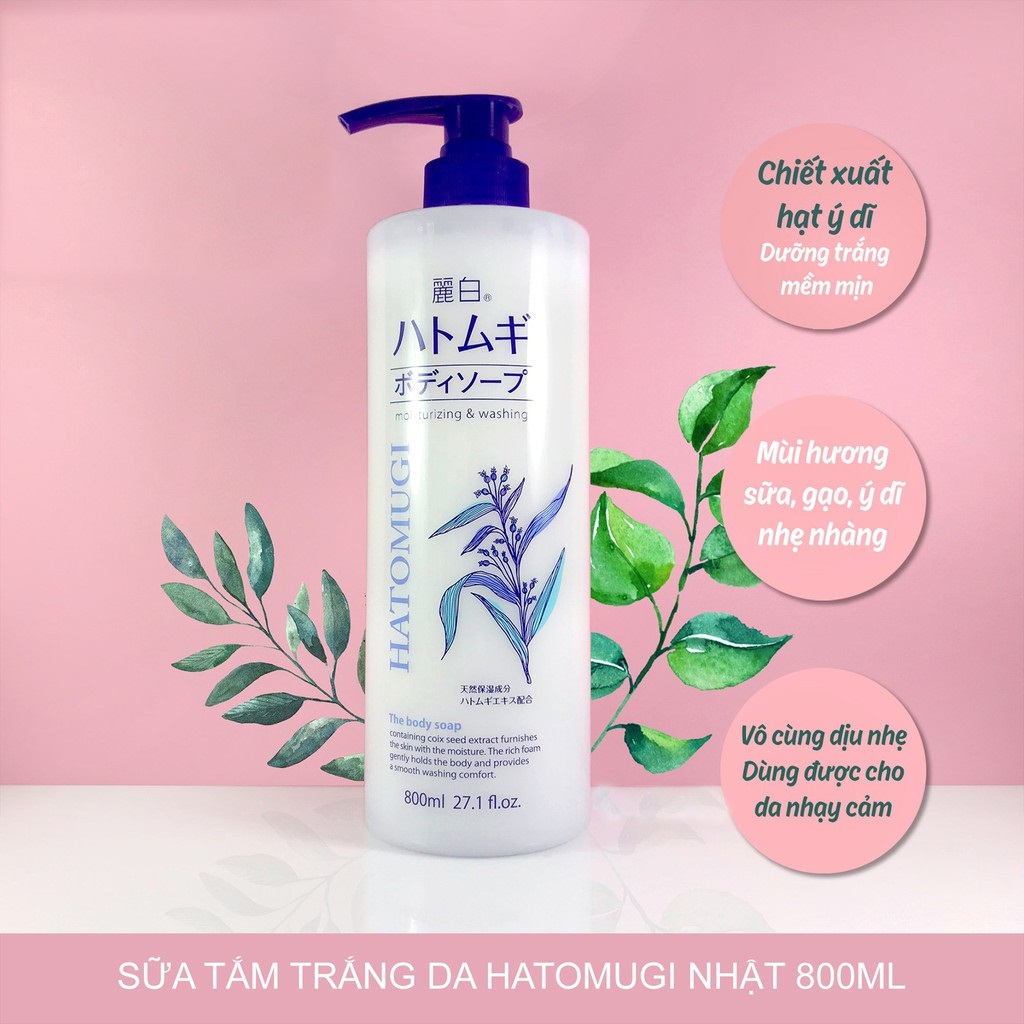 麗白®
ハトムギ
ボディソープ
moisturizing & washing
HATOMUGI
天然保湿成分
ハトムギエキス配合
The body soap
containing coix seed extract furnishes
the skin with the moisture. The rich foam
gently holds the body and provides
a smooth washing comfort.
800ml 27.1 fl.oz.
Chiết xuất
hạt ý dĩ
Dưỡng trắng
mềm mịn
Mùi hương
sữa, gạo, ý dĩ
nhẹ nhàng
Vô cùng dịu nhẹ
Dùng được cho
da nhạy cảm
SỮA TẮM TRẮNG DA HATOMUGI NHẬT 800ML